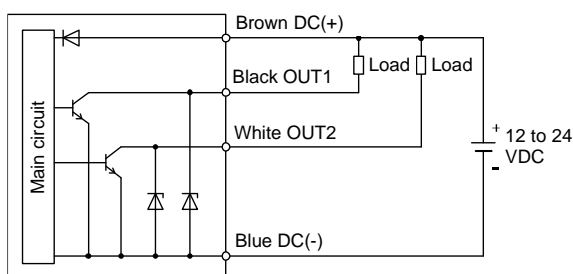 Brown DC(+)
Load
Load
Black OUT1
White OUT2
Main circuit
+
12 to 24
VDC
-
Blue DC(-)